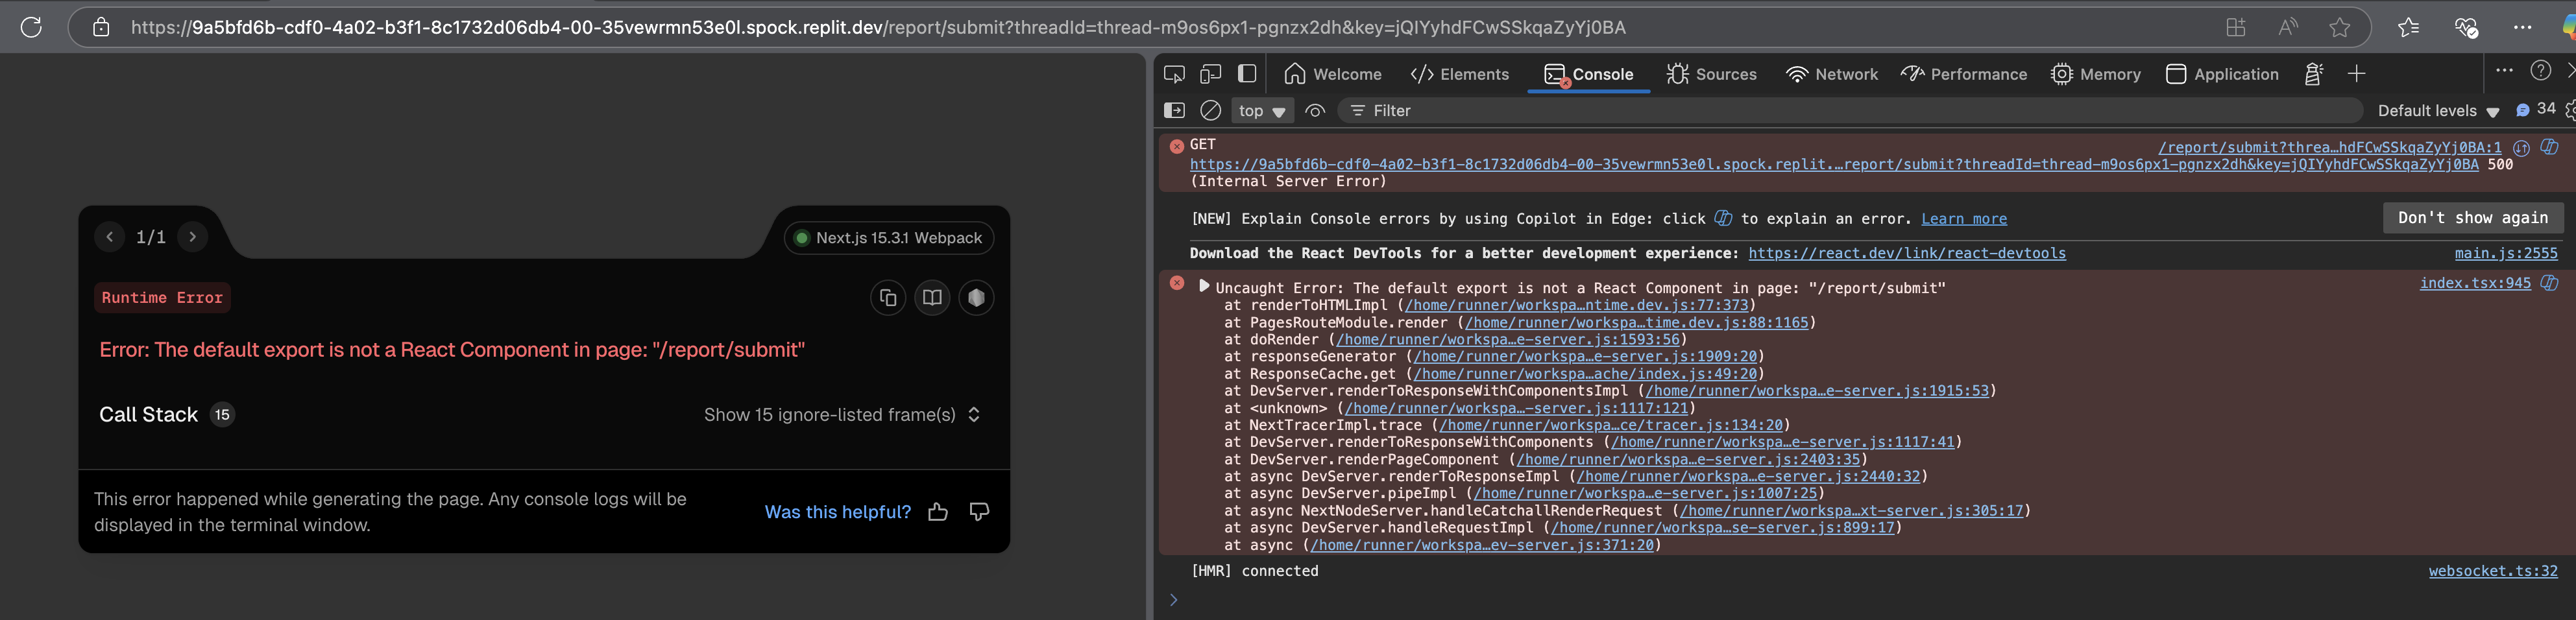 https://9a5bfd6b-cdf0-4a02-b3f1-8c1732d06db4-00-35vewrmn53e0l.spock.replit.dev/report/submit?threadId=thread-m9os6px1-pgnzx2dh&key=jQIYyhdFCwSSkqaZyYj0BA
1/1
Next.js 15.3.1 Webpack
Runtime Error
Error: The default export is not a React Component in page: "/report/submit"
Call Stack 15
Show 15 ignore-listed frame(s)
This error happened while generating the page. Any console logs will be
displayed in the terminal window.
Was this helpful?
Welcome Elements Console Sources Network Performance Memory Application
top Filter Default levels 34
GET /report/submit?threa…hdFCwSSkqaZyYj0BA:1
https://9a5bfd6b-cdf0-4a02-b3f1-8c1732d06db4-00-35vewrmn53e0l.spock.replit.…report/submit?threadId=thread-m9os6px1-pgnzx2dh&key=jQIYyhdFCwSSkqaZyYj0BA 500
(Internal Server Error)
[NEW] Explain Console errors by using Copilot in Edge: click to explain an error. Learn more Don't show again
Download the React DevTools for a better development experience: https://react.dev/link/react-devtools main.js:2555
Uncaught Error: The default export is not a React Component in page: "/report/submit" index.tsx:945
at renderToHTMLImpl (/home/runner/workspa…ntime.dev.js:77:373)
at PagesRouteModule.render (/home/runner/workspa…time.dev.js:88:1165)
at doRender (/home/runner/workspa…e-server.js:1593:56)
at responseGenerator (/home/runner/workspa…e-server.js:1909:20)
at ResponseCache.get (/home/runner/workspa…ache/index.js:49:20)
at DevServer.renderToResponseWithComponentsImpl (/home/runner/workspa…e-server.js:1915:53)
at <unknown> (/home/runner/workspa…-server.js:1117:121)
at NextTracerImpl.trace (/home/runner/workspa…ce/tracer.js:134:20)
at DevServer.renderToResponseWithComponents (/home/runner/workspa…e-server.js:1117:41)
at DevServer.renderPageComponent (/home/runner/workspa…e-server.js:2403:35)
at async DevServer.renderToResponseImpl (/home/runner/workspa…e-server.js:2440:32)
at async DevServer.pipeImpl (/home/runner/workspa…e-server.js:1007:25)
at async NextNodeServer.handleCatchallRenderRequest (/home/runner/workspa…xt-server.js:305:17)
at async DevServer.handleRequestImpl (/home/runner/workspa…se-server.js:899:17)
at async (/home/runner/workspa…ev-server.js:371:20)
[HMR] connected websocket.ts:32